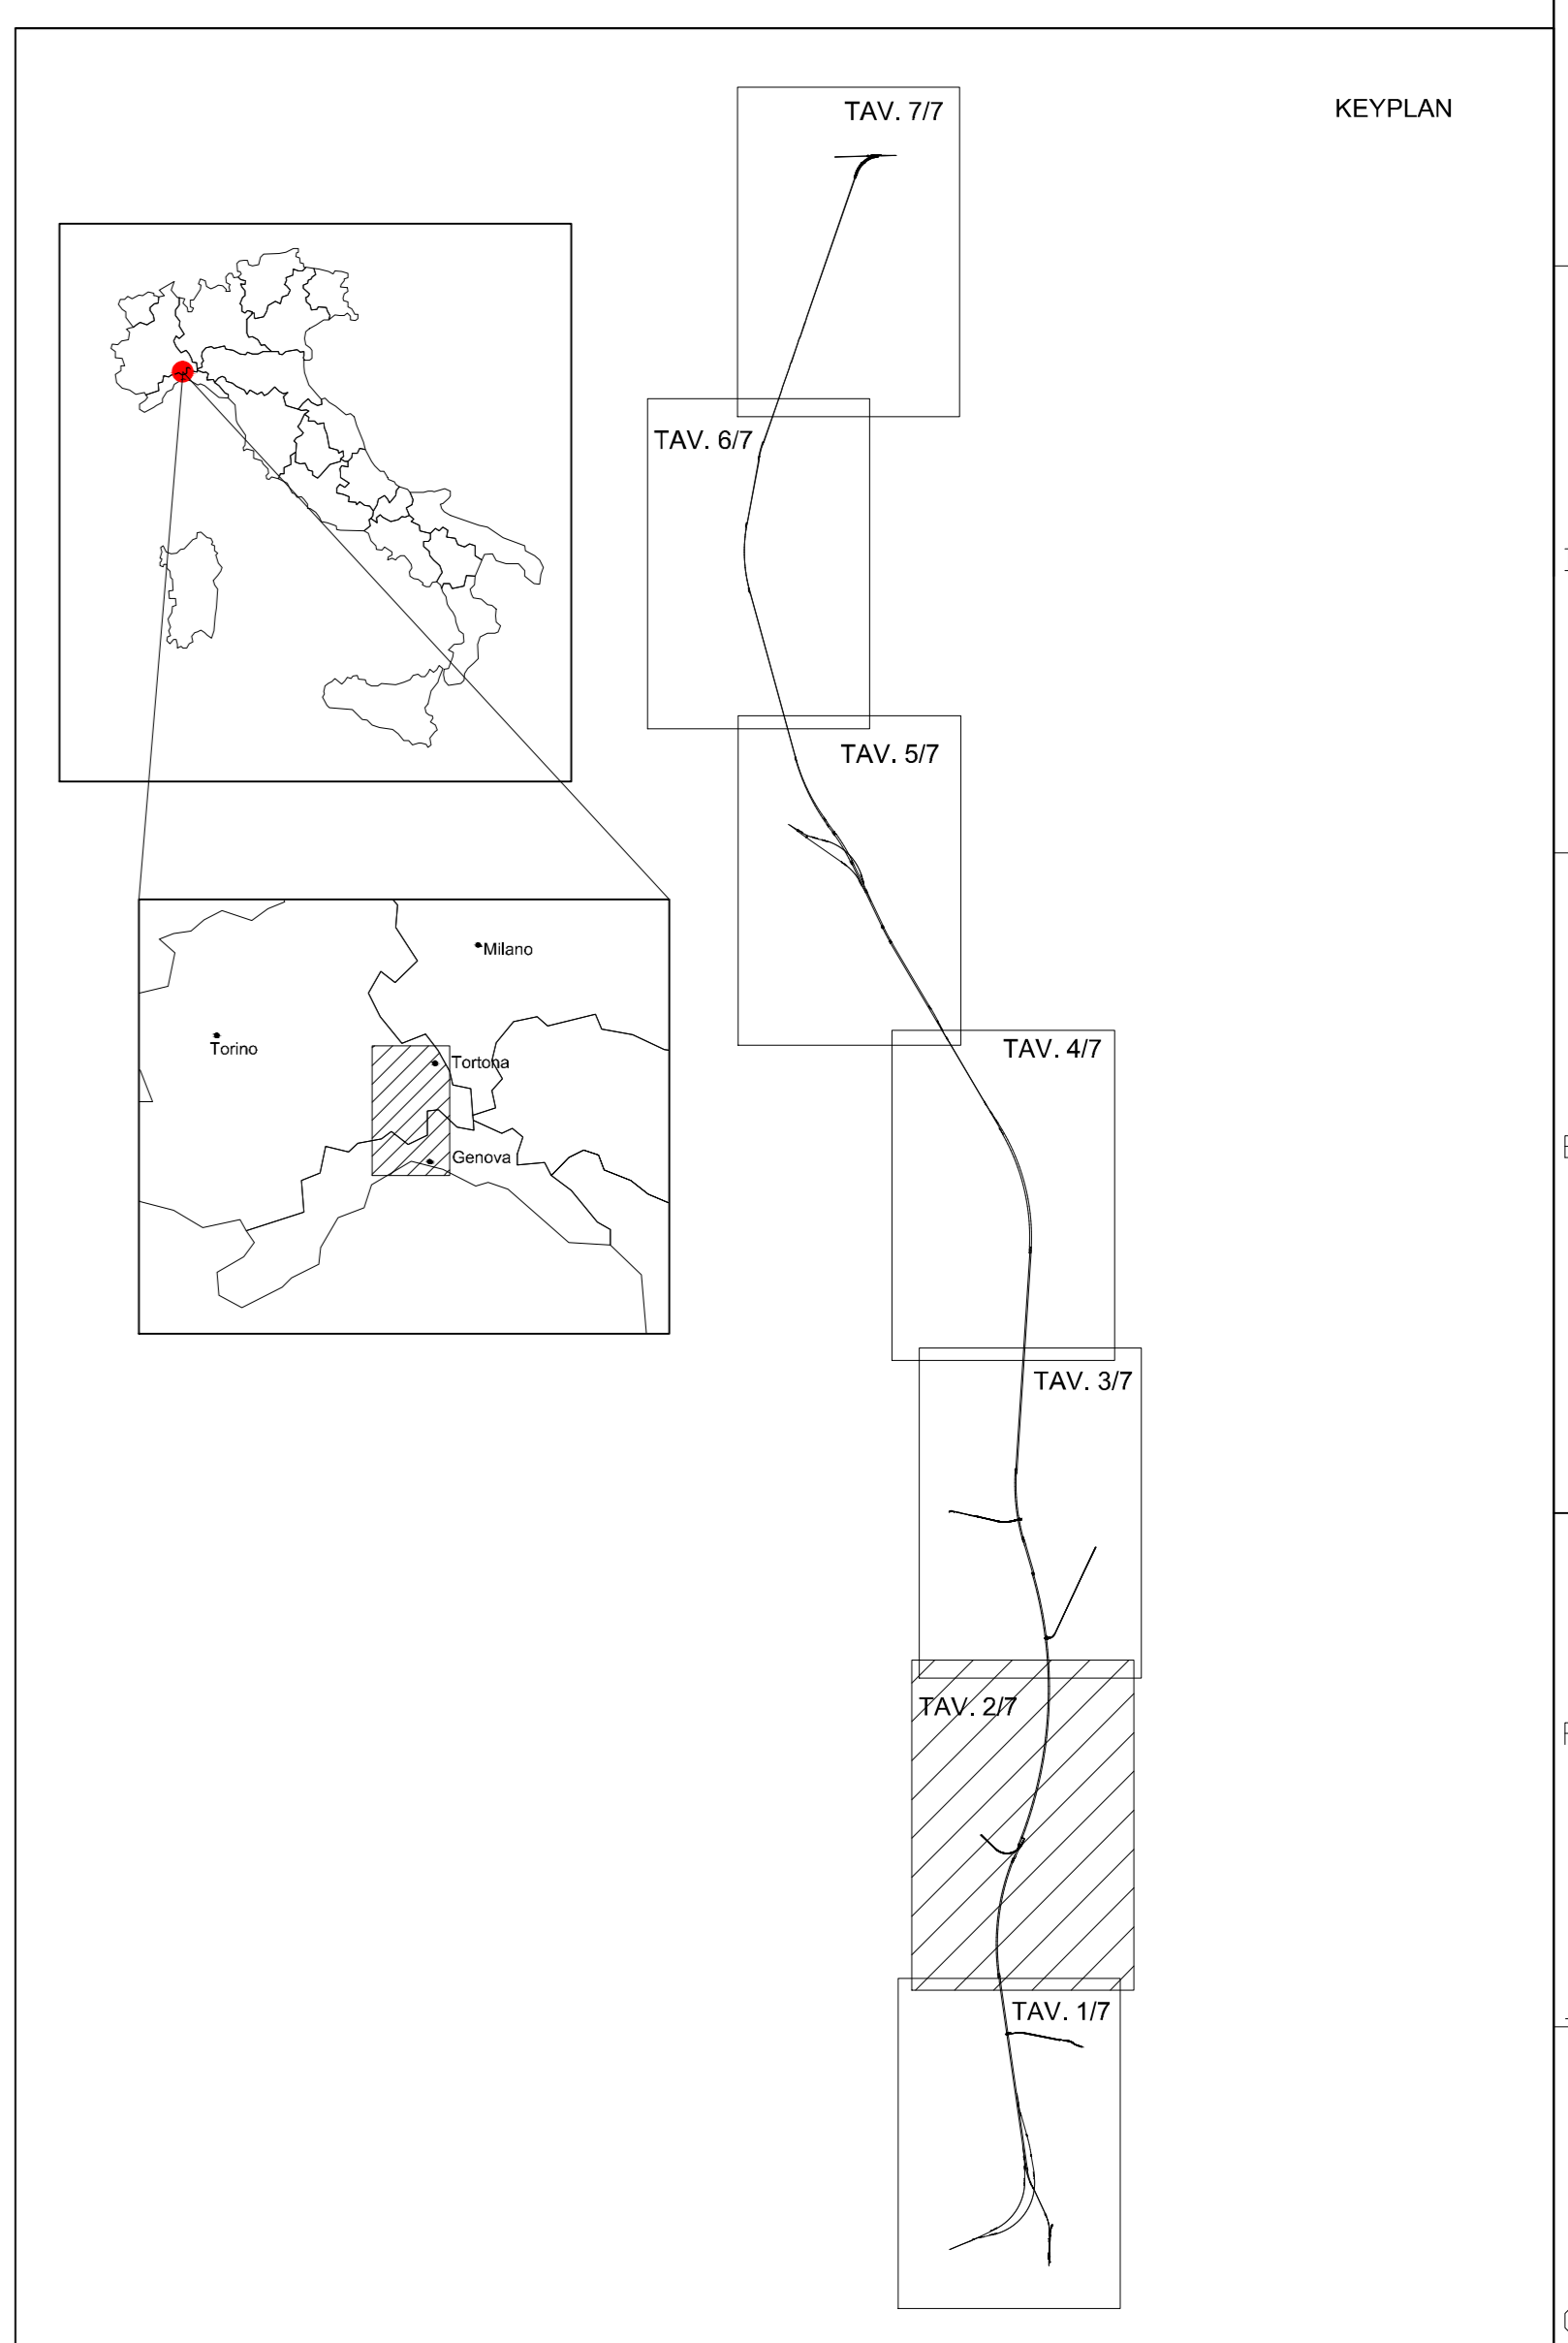 KEYPLAN
TAV. 7/7
TAV. 6/7
TAV. 5/7
TAV. 4/7
TAV. 3/7
TAV. 2/7
TAV. 1/7
Milano
Torino
Tortona
Genova